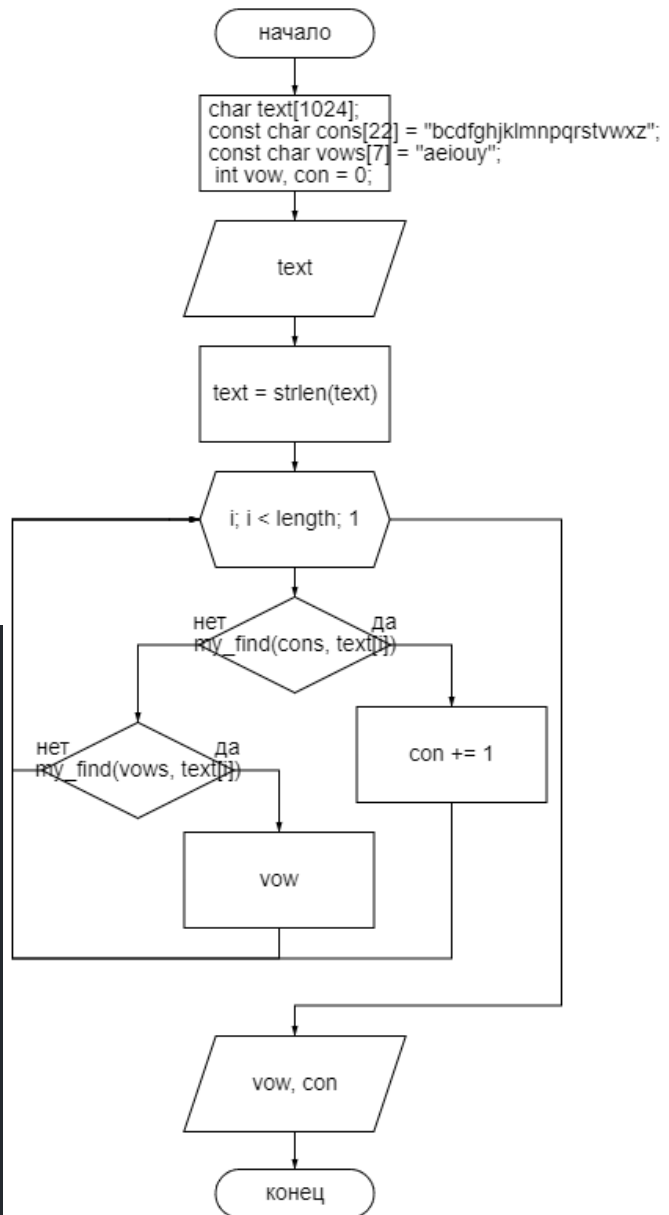 начало
char text[1024];
const char cons[22] = "bcdfghjklmnpqrstvwxz";
const char vows[7] = "aeiouy";
int vow, con = 0;
text
text = strlen(text)
i; i < length; 1
нет
да
my_find(cons, text[i])
нет
да
my_find(vows, text[i])
con += 1
vow
vow, con
конец